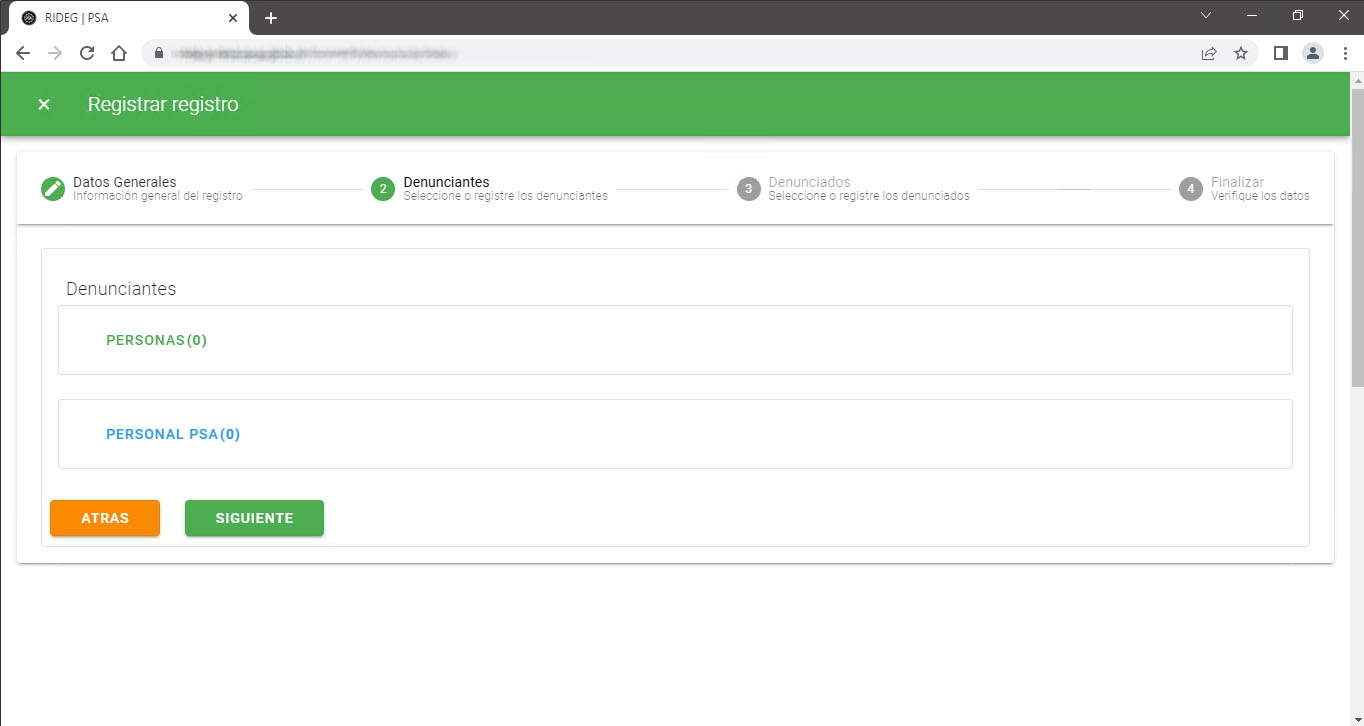 RIDEG | PSA
Registrar registro
Datos Generales
Información general del registro
2
Denunciantes
Seleccione o registre los denunciantes
3
Denunciados
Seleccione o registre los denunciados
4
Finalizar
Verifique los datos
Denunciantes
PERSONAS(0)
PERSONAL PSA(0)
ATRAS
SIGUIENTE